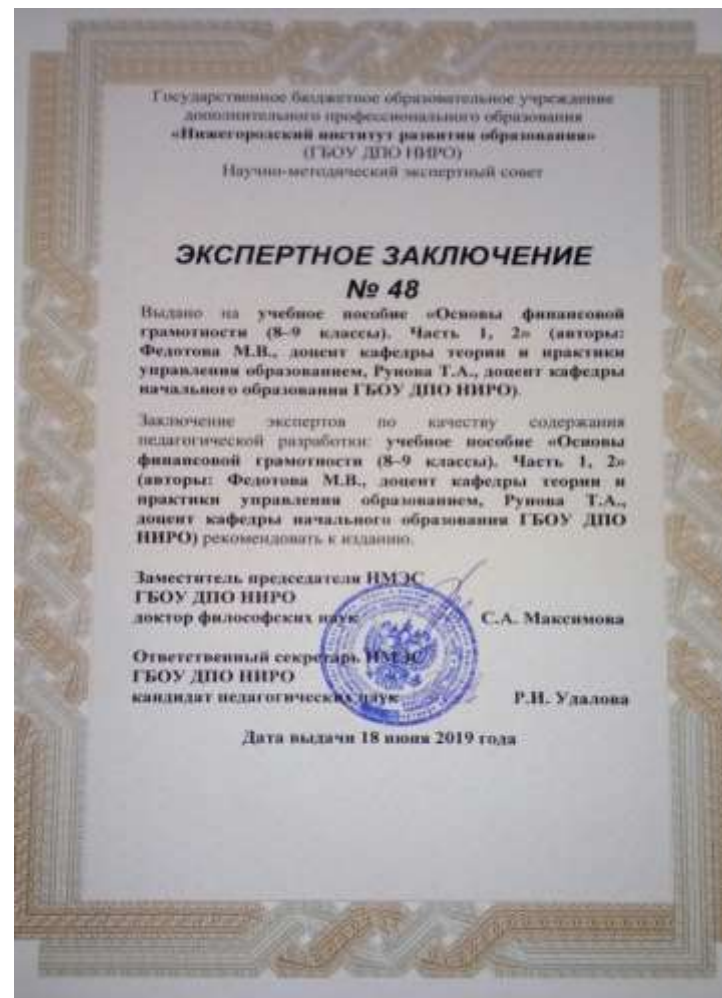 Государственное бюджетное образовательное учреждение
дополнительного профессионального образования
«Нижегородский институт развития образования»
(ГБОУ ДПО НИРО)
Научно-методический экспертный совет
ЭКСПЕРТНОЕ ЗАКЛЮЧЕНИЕ
№ 48
Выдано на учебное пособие «Основы финансовой
грамотности (8–9 классы). Часть 1, 2» (авторы:
Федотова М.В., доцент кафедры теории и практики
управления образованием, Рунова Т.А., доцент кафедры
начального образования ГБОУ ДПО НИРО).
Заключение экспертов по качеству содержания
педагогической разработки: учебное пособие «Основы
финансовой грамотности (8–9 классы). Часть 1, 2»
(авторы: Федотова М.В., доцент кафедры теории и
практики управления образованием, Рунова Т.А.,
доцент кафедры начального образования ГБОУ ДПО
НИРО) рекомендовать к изданию.
Заместитель председателя НМЭС
ГБОУ ДПО НИРО
доктор философских наук С.А. Максимова
Ответственный секретарь НМЭС
ГБОУ ДПО НИРО
кандидат педагогических наук Р.Н. Удалова
Дата выдачи 18 июня 2019 года